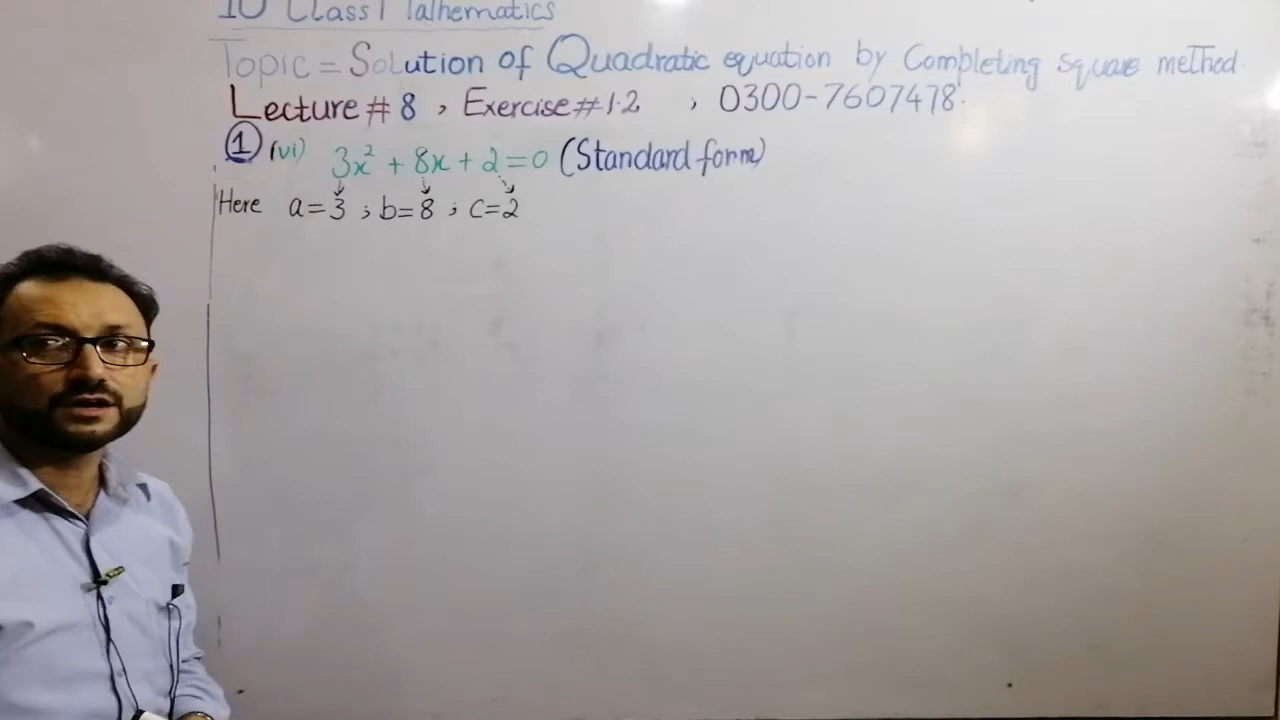 10 Class Mathematics
Topic = Solution of Quadratic equation by Completing square method.
Lecture # 8 , Exercise # 1.2 , 0300-7607478.
① (vi) 3x² + 8x + 2 = 0 (Standard form)
Here a=3 ; b=8 ; c=2